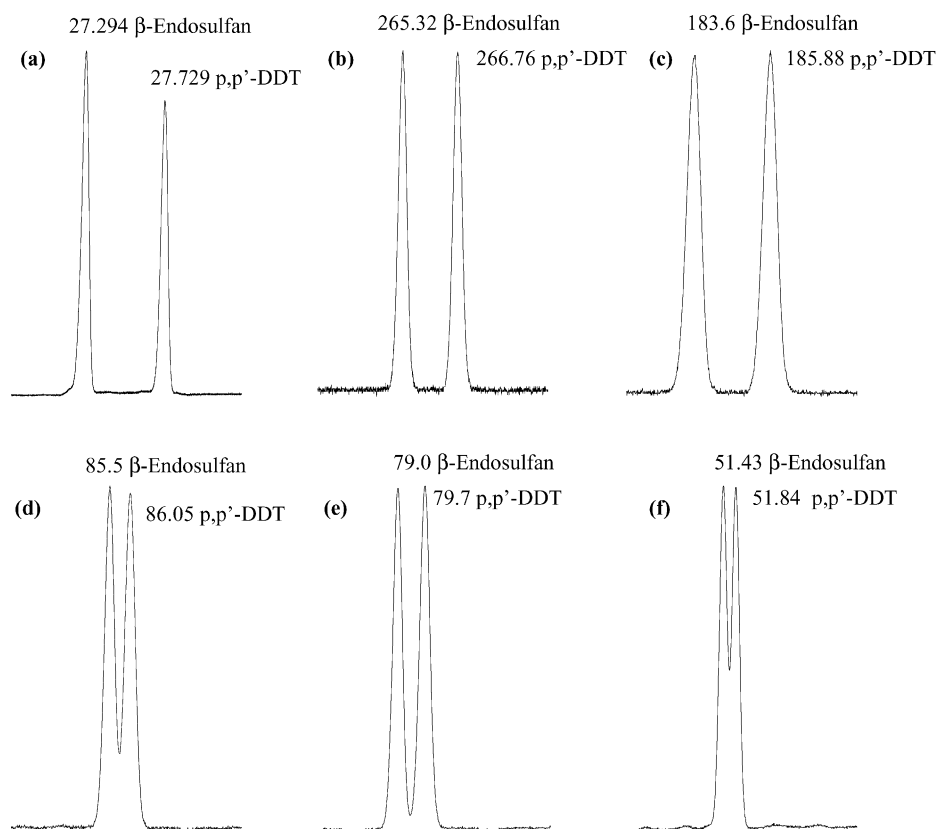 27.294 β-Endosulfan
(a)
27.729 p,p'-DDT
265.32 β-Endosulfan
(b)
266.76 p,p'-DDT
183.6 β-Endosulfan
(c)
185.88 p,p'-DDT
85.5 β-Endosulfan
(d)
86.05 p,p'-DDT
79.0 β-Endosulfan
(e)
79.7 p,p'-DDT
51.43 β-Endosulfan
(f)
51.84 p,p'-DDT